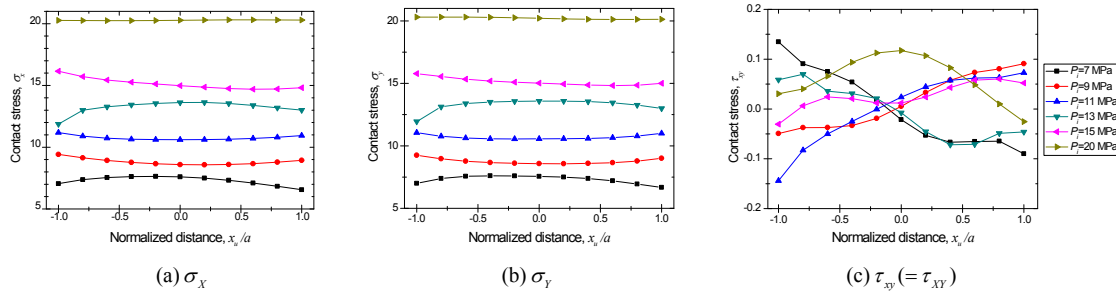 20
15
10
5
-1.0 -0.5 0.0 0.5 1.0
Contact stress, σx
Normalized distance, xu/a
(a) σX
20
15
10
5
-1.0 -0.5 0.0 0.5 1.0
Contact stress, σy
Normalized distance, xu/a
(b) σY
0.2
0.1
0.0
-0.1
-0.2
-1.0 -0.5 0.0 0.5 1.0
Contact stress, τxy
Normalized distance, xu/a
(c) τxy(= τXY)
Pi=7 MPa
Pi=9 MPa
Pi=11 MPa
Pi=13 MPa
Pi=15 MPa
Pi=20 MPa